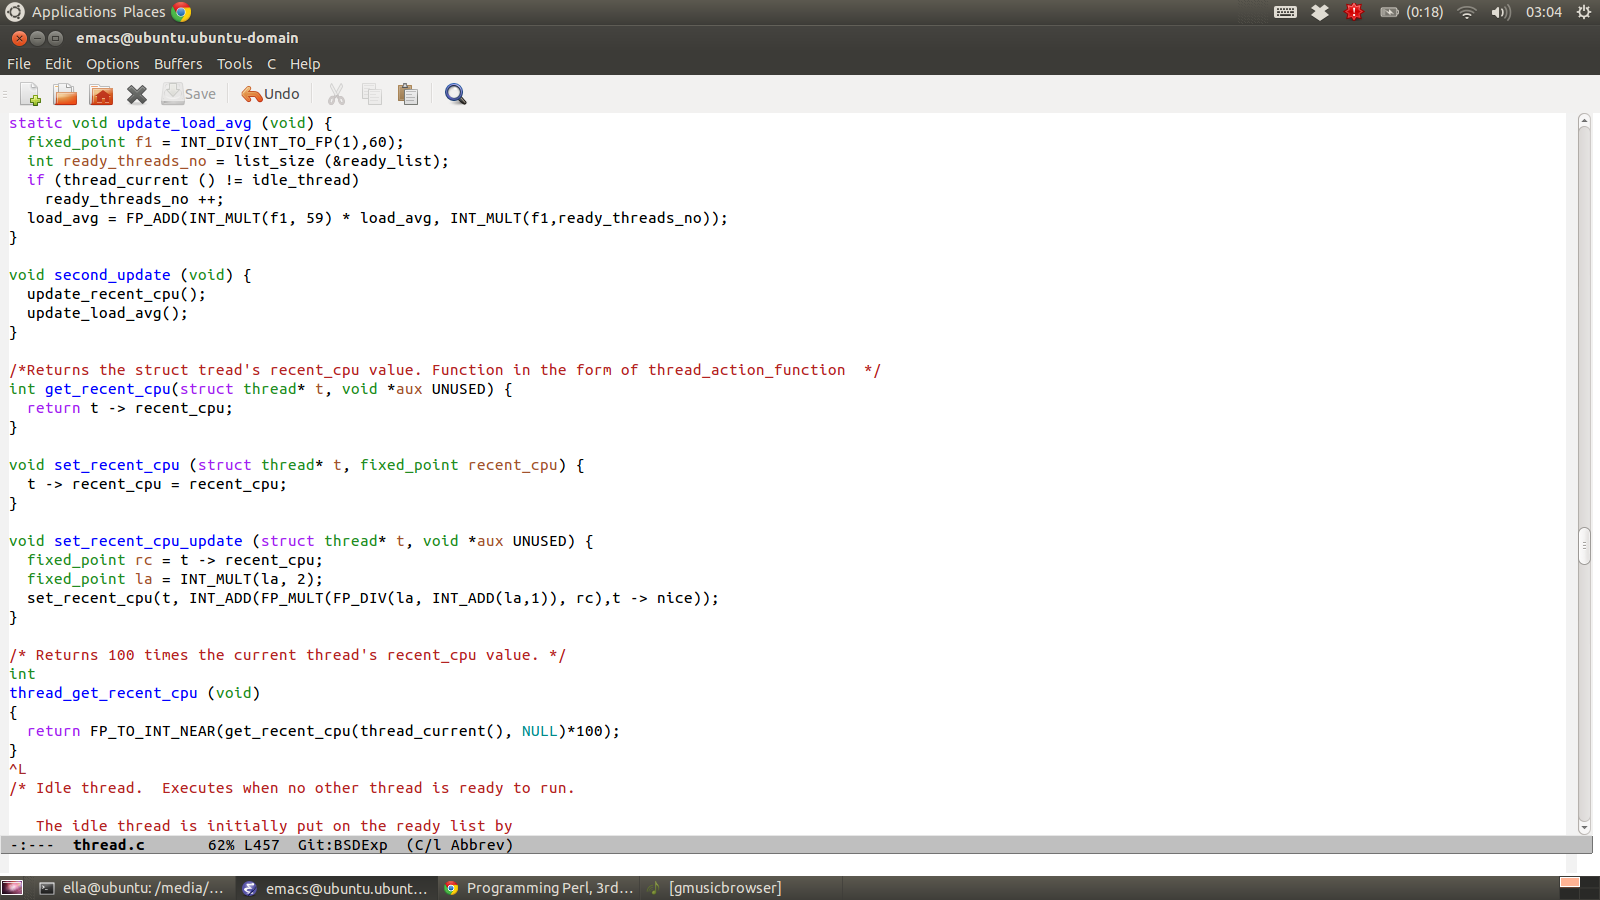 Applications Places (0:18) 03:04
emacs@ubuntu.ubuntu-domain
File Edit Options Buffers Tools C Help
Save Undo
static void update_load_avg (void) {
  fixed_point f1 = INT_DIV(INT_TO_FP(1),60);
  int ready_threads_no = list_size (&ready_list);
  if (thread_current () != idle_thread)
    ready_threads_no ++;
  load_avg = FP_ADD(INT_MULT(f1, 59) * load_avg, INT_MULT(f1,ready_threads_no));
}
void second_update (void) {
  update_recent_cpu();
  update_load_avg();
}
/*Returns the struct tread's recent_cpu value. Function in the form of thread_action_function  */
int get_recent_cpu(struct thread* t, void *aux UNUSED) {
  return t -> recent_cpu;
}
void set_recent_cpu (struct thread* t, fixed_point recent_cpu) {
  t -> recent_cpu = recent_cpu;
}
void set_recent_cpu_update (struct thread* t, void *aux UNUSED) {
  fixed_point rc = t -> recent_cpu;
  fixed_point la = INT_MULT(la, 2);
  set_recent_cpu(t, INT_ADD(FP_MULT(FP_DIV(la, INT_ADD(la,1)), rc),t -> nice));
}
/* Returns 100 times the current thread's recent_cpu value. */
int
thread_get_recent_cpu (void)
{
  return FP_TO_INT_NEAR(get_recent_cpu(thread_current(), NULL)*100);
}
^L
/* Idle thread.  Executes when no other thread is ready to run.
   The idle thread is initially put on the ready list by
-:---  thread.c       62% L457  Git:BSDExp  (C/l Abbrev)
ella@ubuntu: /media/... emacs@ubuntu.ubunt... Programming Perl, 3rd... [gmusicbrowser]